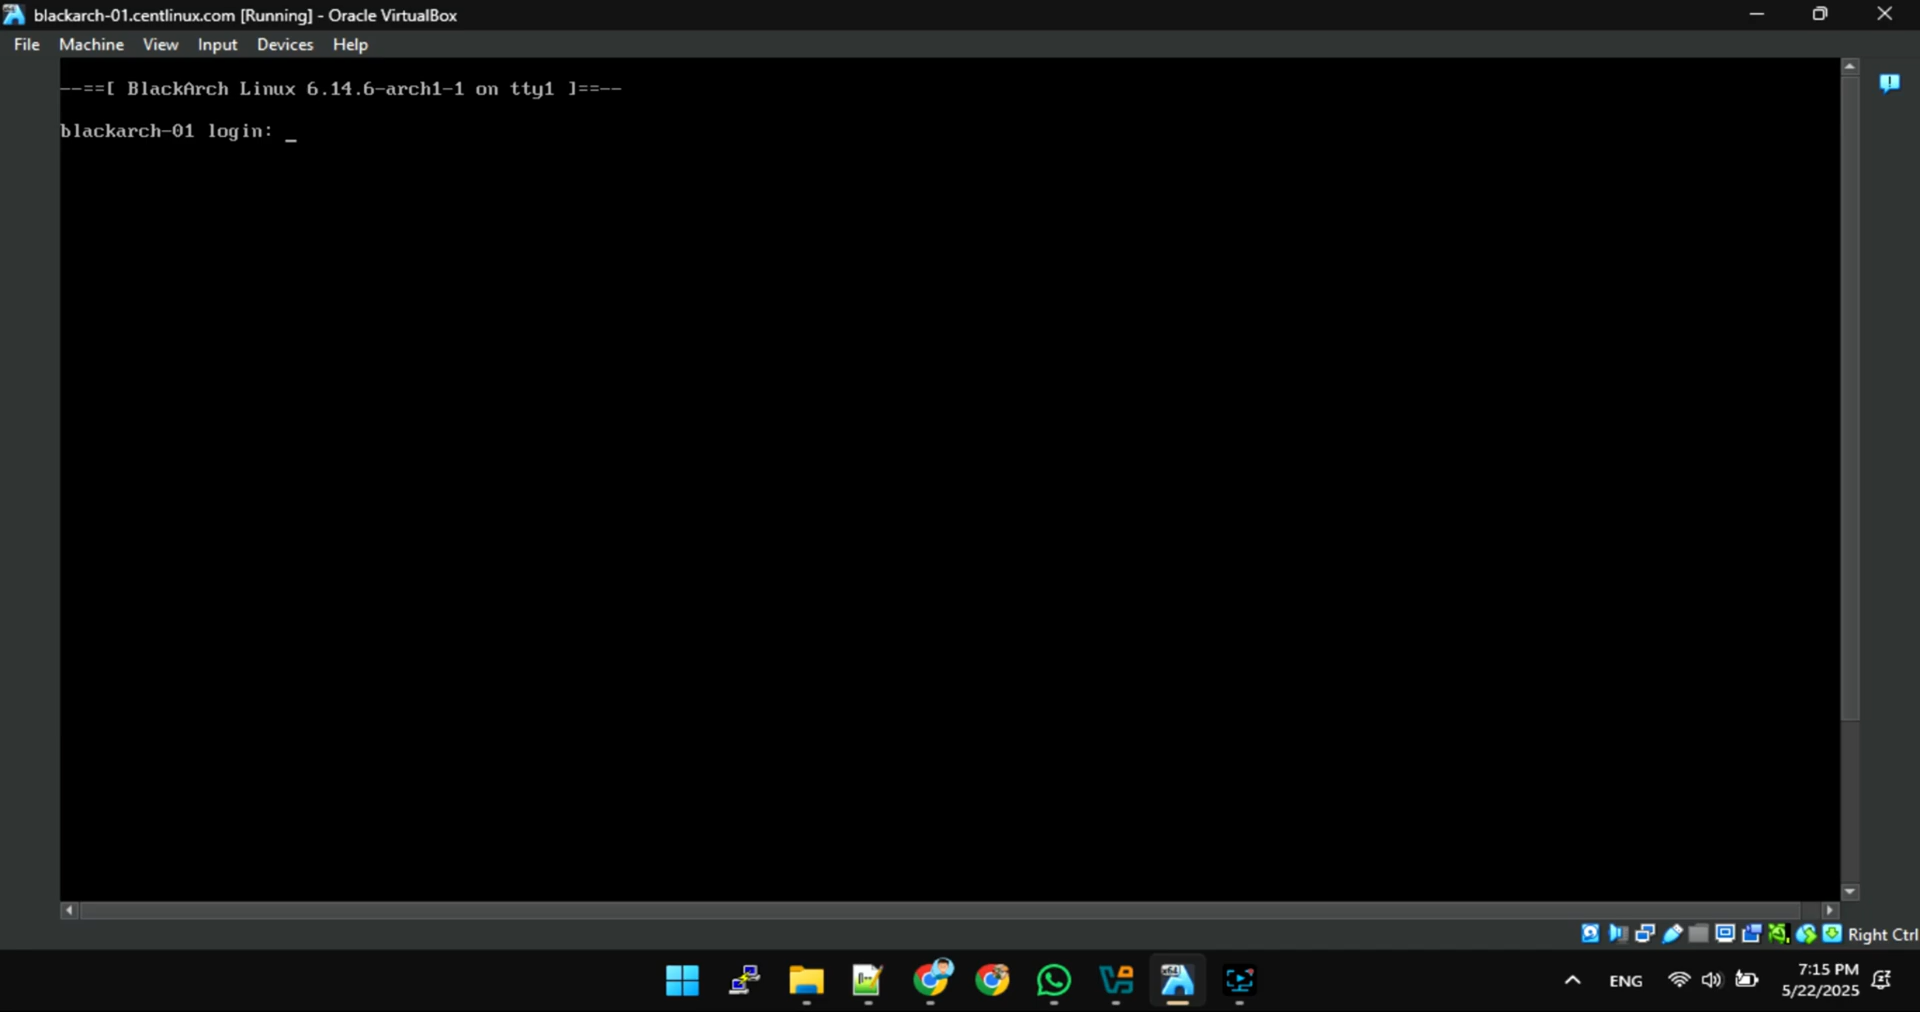 blackarch-01.centlinux.com [Running] - Oracle VirtualBox
File Machine View Input Devices Help
--==[ BlackArch Linux 6.14.6-arch1-1 on tty1 ]==--
blackarch-01 login: _
Right Ctrl
ENG
7:15 PM
5/22/2025